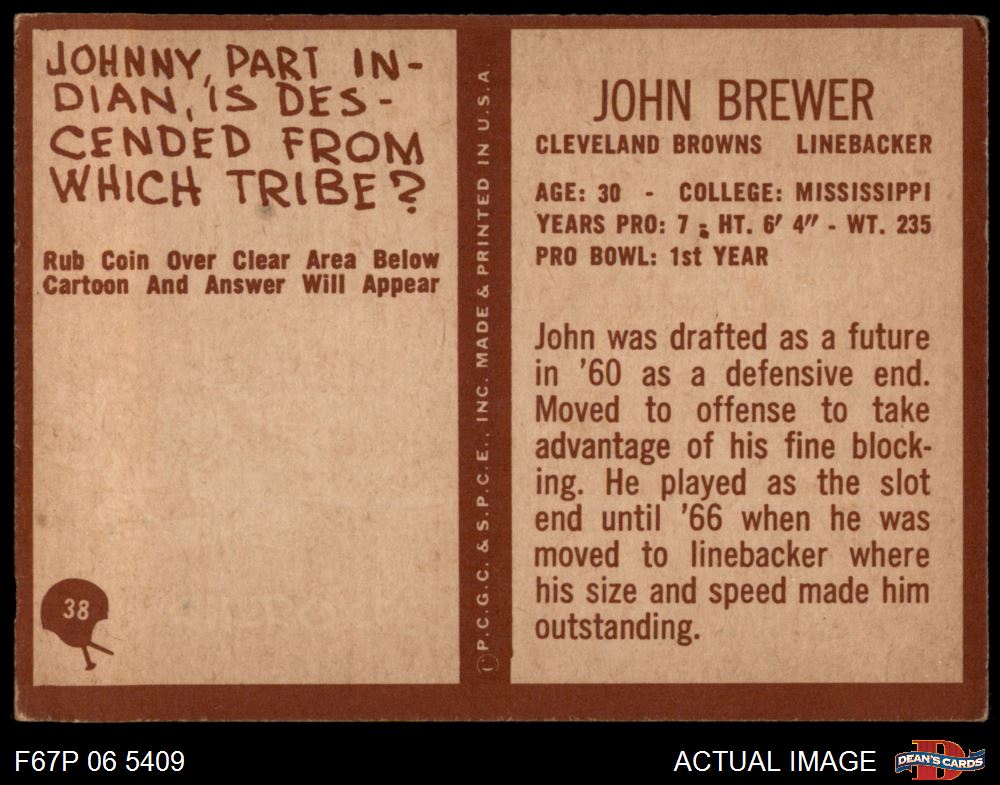 JOHNNY, PART IN-
DIAN, IS DES-
CENDED FROM
WHICH TRIBE?
Rub Coin Over Clear Area Below
Cartoon And Answer Will Appear
38
P.C.G.C. & S.P.C.E., INC. MADE & PRINTED IN U.S.A
JOHN BREWER
CLEVELAND BROWNS LINEBACKER
AGE: 30 - COLLEGE: MISSISSIPPI
YEARS PRO: 7 - HT. 6' 4" - WT. 235
PRO BOWL: 1st YEAR
John was drafted as a future
in '60 as a defensive end.
Moved to offense to take
advantage of his fine block-
ing. He played as the slot
end until '66 when he was
moved to linebacker where
his size and speed made him
outstanding.
F67P 06 5409
ACTUAL IMAGE
DEAN'S CARDS